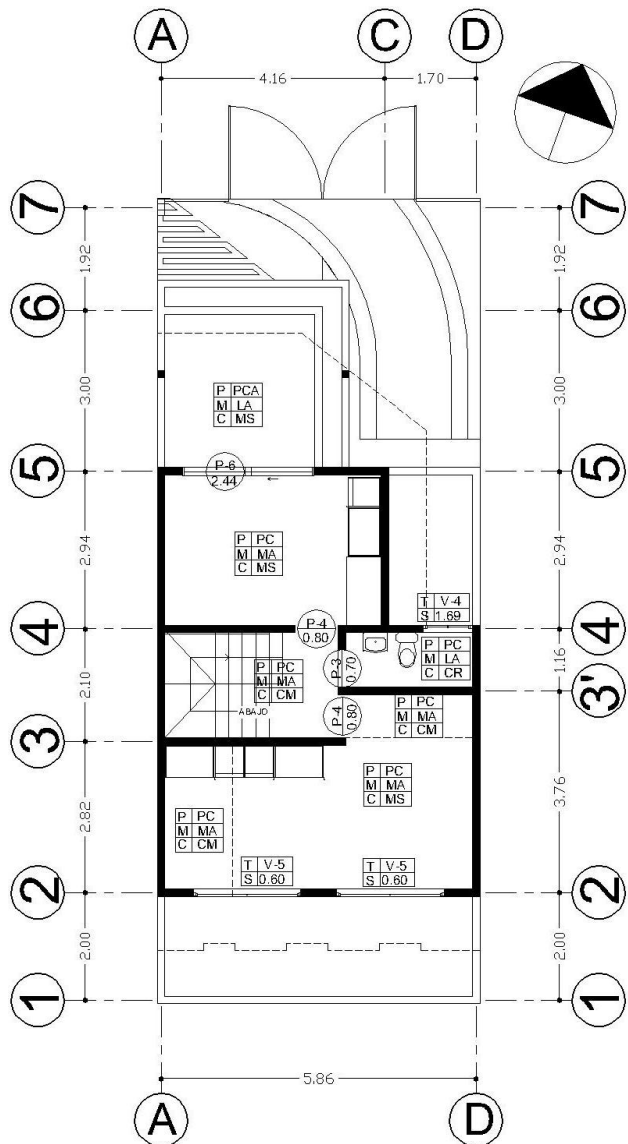 A
C
D
4.16
1.70
7
7
1.92
1.92
6
6
3.00
3.00
P PCA
M LA
C MS
5
5
P-6
2.44
2.94
2.94
P PC
M MA
C MS
T V-4
S 1.69
4
4
P-4
0.80
P PC
M LA
C CR
1.16
P-3
0.70
P PC
M MA
C CM
2.10
3'
P PC
M MA
C CM
P-4
0.80
ABAJO
3
P PC
M MA
C MS
3.76
2.82
P PC
M MA
C CM
T V-5
S 0.60
T V-5
S 0.60
2
2
2.00
2.00
1
1
5.86
A
D